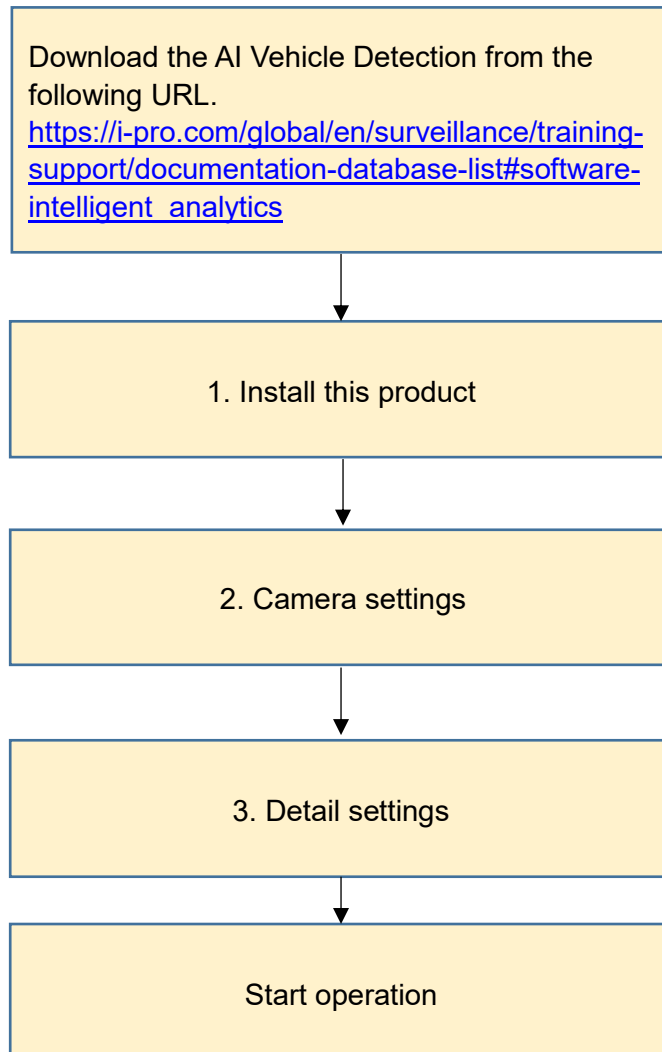 Download the AI Vehicle Detection from the
following URL.
https://i-pro.com/global/en/surveillance/training-
support/documentation-database-list#software-
intelligent_analytics
1. Install this product
2. Camera settings
3. Detail settings
Start operation